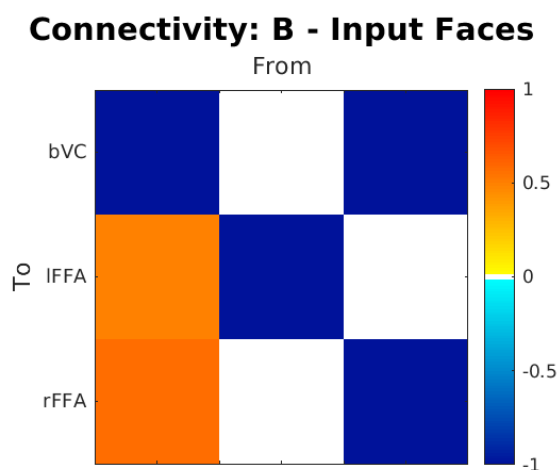 Connectivity: B - Input Faces
From
To
bVC
lFFA
rFFA
1
0.5
0
-0.5
-1